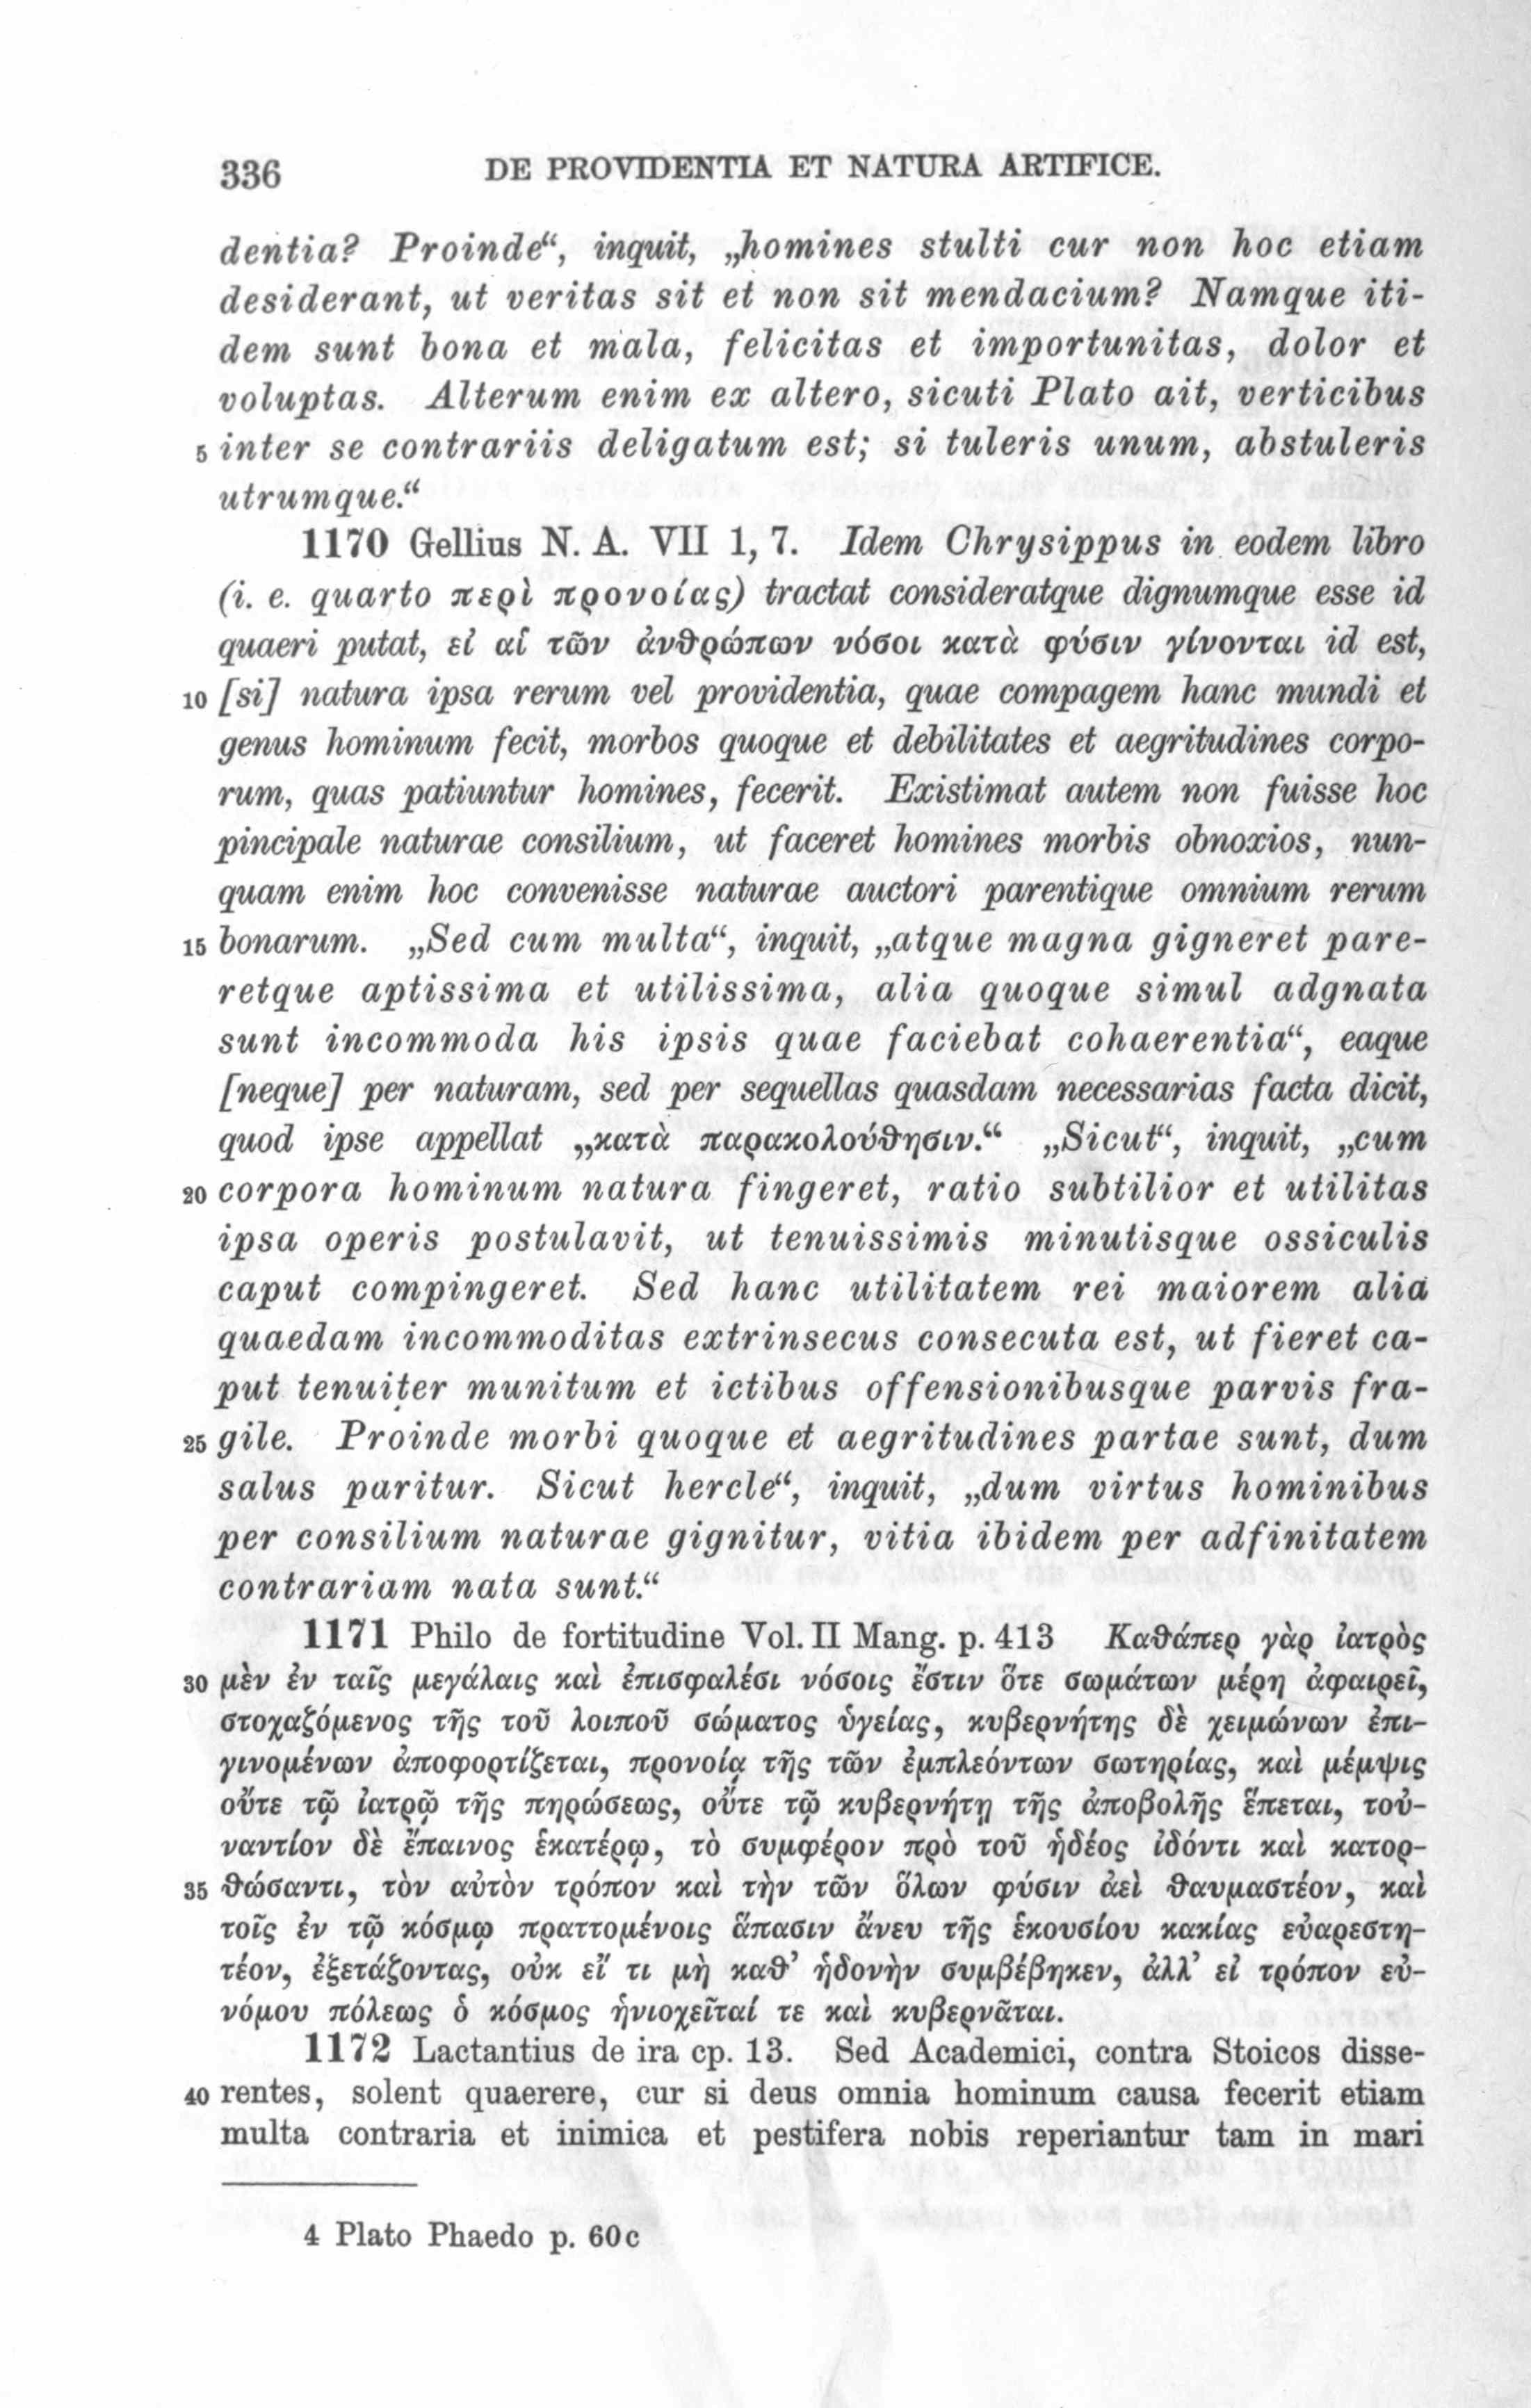 336 DE PROVIDENTIA ET NATURA ARTIFICE.
dentia? Proinde“, inquit, „homines stulti cur non hoc etiam
desiderant, ut veritas sit et non sit mendacium? Namque iti-
dem sunt bona et mala, felicitas et importunitas, dolor et
voluptas. Alterum enim ex altero, sicuti Plato ait, verticibus
5 inter se contrariis deligatum est; si tuleris unum, abstuleris
utrumque.“
1170 Gellius N. A. VII 1, 7. Idem Chrysippus in eodem libro
(i. e. quarto περὶ προνοίας) tractat consideratque dignumque esse id
quaeri putat, εἰ αἱ τῶν ἀνθρώπων νόσοι κατὰ φύσιν γίνονται id est,
10 [si] natura ipsa rerum vel providentia, quae compagem hanc mundi et
genus hominum fecit, morbos quoque et debilitates et aegritudines corpo-
rum, quas patiuntur homines, fecerit. Existimat autem non fuisse hoc
pincipale naturae consilium, ut faceret homines morbis obnoxios, nun-
quam enim hoc convenisse naturae auctori parentique omnium rerum
15 bonarum. „Sed cum multa“, inquit, „atque magna gigneret pare-
retque aptissima et utilissima, alia quoque simul adgnata
sunt incommoda his ipsis quae faciebat cohaerentia“, eaque
[neque] per naturam, sed per sequellas quasdam necessarias facta dicit,
quod ipse appellat „κατὰ παρακολούθησιν.“ „Sicut“, inquit, „cum
20 corpora hominum natura fingeret, ratio subtilior et utilitas
ipsa operis postulavit, ut tenuissimis minutisque ossiculis
caput compingeret. Sed hanc utilitatem rei maiorem alia
quaedam incommoditas extrinsecus consecuta est, ut fieret ca-
put tenuiter munitum et ictibus offensionibusque parvis fra-
25 gile. Proinde morbi quoque et aegritudines partae sunt, dum
salus paritur. Sicut hercle“, inquit, „dum virtus hominibus
per consilium naturae gignitur, vitia ibidem per adfinitatem
contrariam nata sunt.“
1171 Philo de fortitudine Vol. II Mang. p. 413 Καθάπερ γὰρ ἰατρὸς
30 μὲν ἐν ταῖς μεγάλαις καὶ ἐπισφαλέσι νόσοις ἔστιν ὅτε σωμάτων μέρη ἀφαιρεῖ,
στοχαζόμενος τῆς τοῦ λοιποῦ σώματος ὑγείας, κυβερνήτης δὲ χειμώνων ἐπι-
γινομένων ἀποφορτίζεται, προνοίᾳ τῆς τῶν ἐμπλεόντων σωτηρίας, καὶ μέμψις
οὔτε τῷ ἰατρῷ τῆς πηρώσεως, οὔτε τῷ κυβερνήτῃ τῆς ἀποβολῆς ἕπεται, τοὐ-
ναντίον δὲ ἔπαινος ἑκατέρῳ, τὸ συμφέρον πρὸ τοῦ ἡδέος ἰδόντι καὶ κατορ-
35 θώσαντι, τὸν αὐτὸν τρόπον καὶ τὴν τῶν ὅλων φύσιν ἀεὶ θαυμαστέον, καὶ
τοῖς ἐν τῷ κόσμῳ πραττομένοις ἅπασιν ἄνευ τῆς ἑκουσίου κακίας εὐαρεστη-
τέον, ἐξετάζοντας, οὐκ εἴ τι μὴ καθ’ ἡδονὴν συμβέβηκεν, ἀλλ’ εἰ τρόπον εὐ-
νόμου πόλεως ὁ κόσμος ἡνιοχεῖταί τε καὶ κυβερνᾶται.
1172 Lactantius de ira cp. 13. Sed Academici, contra Stoicos disse-
40 rentes, solent quaerere, cur si deus omnia hominum causa fecerit etiam
multa contraria et inimica et pestifera nobis reperiantur tam in mari
4 Plato Phaedo p. 60c